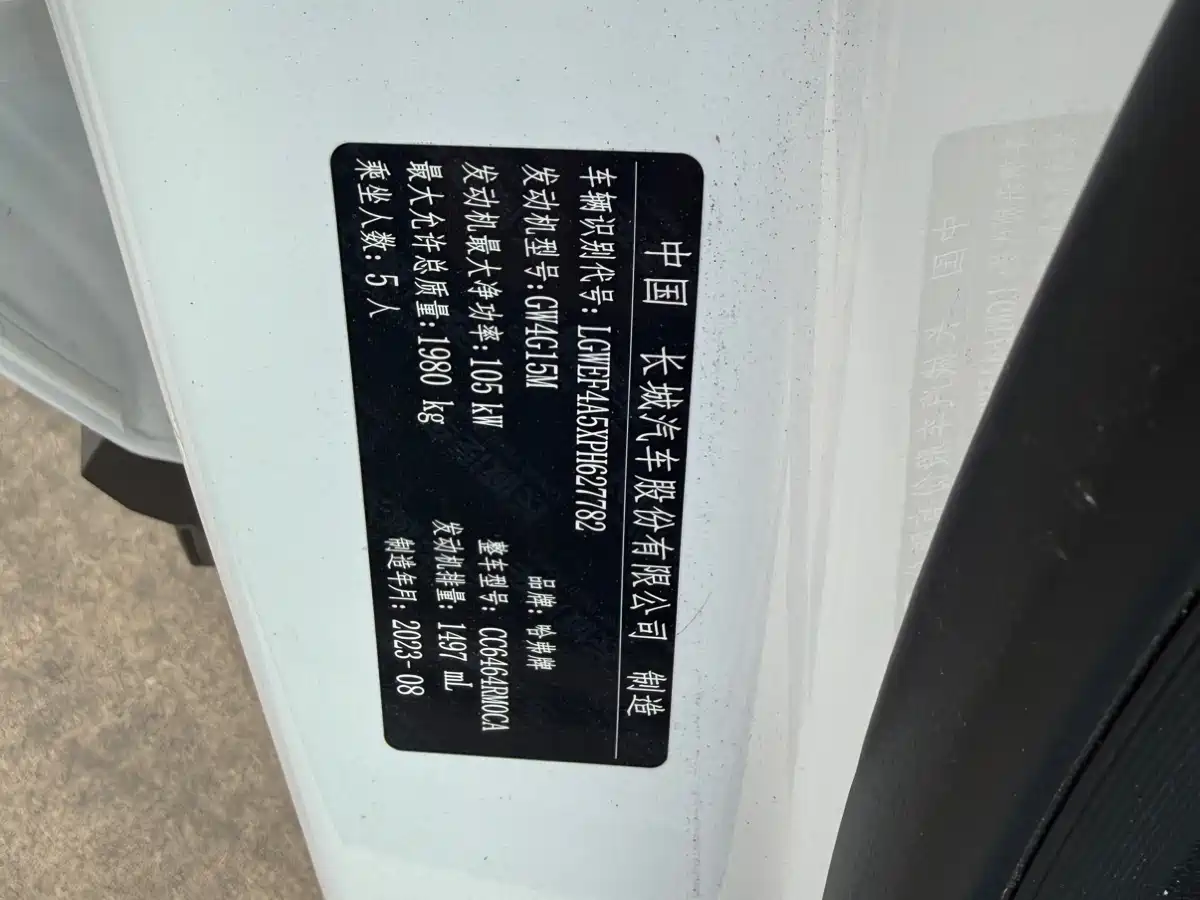 中国 长城汽车股份有限公司 制造
车辆识别代号: LGWEF4A5XPH627782
发动机型号:GW4G15M 品牌: 哈弗牌
发动机最大净功率:105 kW 整车型号: CC6464RM0CA
最大允许总质量:1980 kg 发动机排量: 1497 mL
乘坐人数: 5 人 制造年月: 2023-08